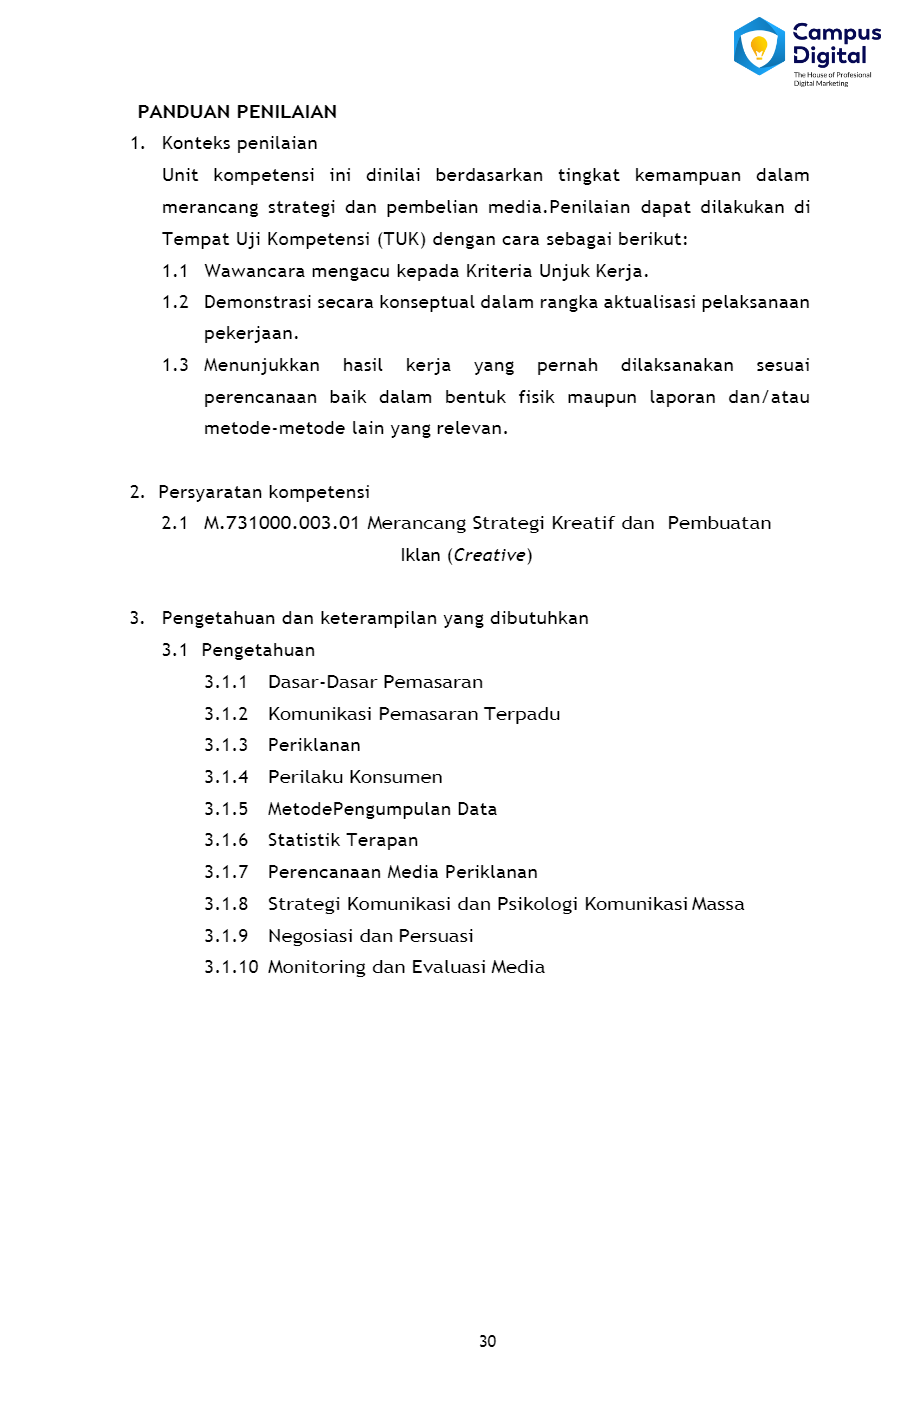 Campus
Digital
The House of Profesional
Digital Marketing
PANDUAN PENILAIAN
1. Konteks penilaian
Unit kompetensi ini dinilai berdasarkan tingkat kemampuan dalam
merancang strategi dan pembelian media.Penilaian dapat dilakukan di
Tempat Uji Kompetensi (TUK) dengan cara sebagai berikut:
1.1 Wawancara mengacu kepada Kriteria Unjuk Kerja.
1.2 Demonstrasi secara konseptual dalam rangka aktualisasi pelaksanaan
pekerjaan.
1.3 Menunjukkan hasil kerja yang pernah dilaksanakan sesuai
perencanaan baik dalam bentuk fisik maupun laporan dan/atau
metode-metode lain yang relevan.
2. Persyaratan kompetensi
2.1 M.731000.003.01 Merancang Strategi Kreatif dan Pembuatan
Iklan (Creative)
3. Pengetahuan dan keterampilan yang dibutuhkan
3.1 Pengetahuan
3.1.1 Dasar-Dasar Pemasaran
3.1.2 Komunikasi Pemasaran Terpadu
3.1.3 Periklanan
3.1.4 Perilaku Konsumen
3.1.5 MetodePengumpulan Data
3.1.6 Statistik Terapan
3.1.7 Perencanaan Media Periklanan
3.1.8 Strategi Komunikasi dan Psikologi Komunikasi Massa
3.1.9 Negosiasi dan Persuasi
3.1.10 Monitoring dan Evaluasi Media
30